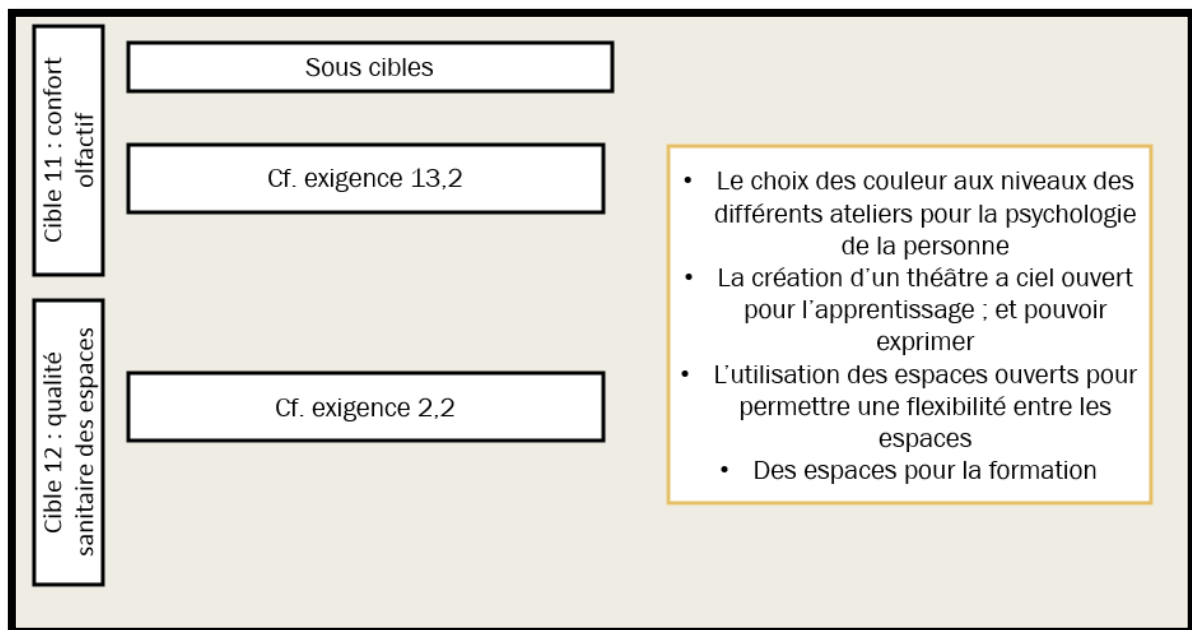 Cible 11 : confort
olfactif
Sous cibles
Cf. exigence 13,2
Cible 12 : qualité
sanitaire des espaces
Cf. exigence 2,2
• Le choix des couleur aux niveaux des
différents ateliers pour la psychologie
de la personne
• La création d'un théâtre a ciel ouvert
pour l'apprentissage ; et pouvoir
exprimer
• L'utilisation des espaces ouverts pour
permettre une flexibilité entre les
espaces
• Des espaces pour la formation